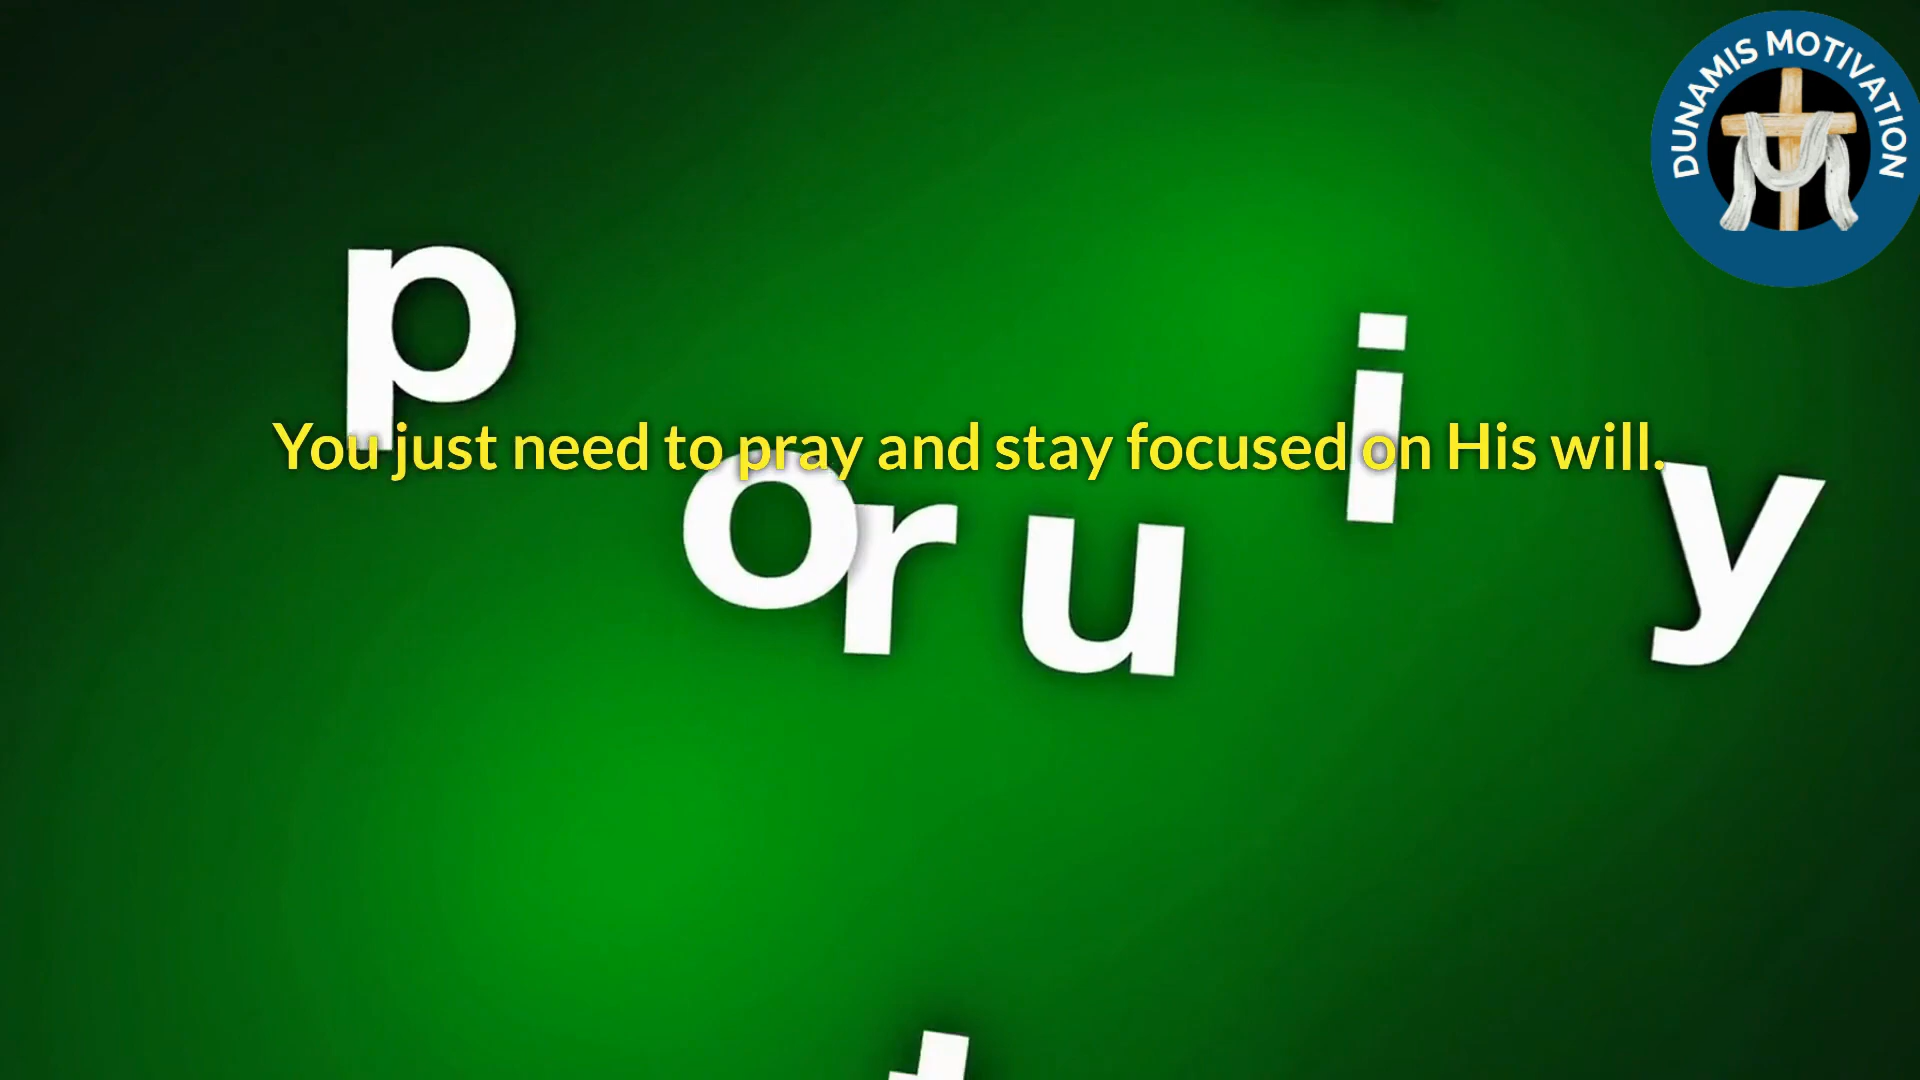 DUNAMIS MOTIVATION
p
i
You just need to pray and stay focused on His will.
o
r
u
y
t